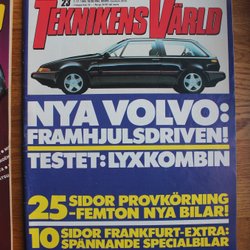 23
TEKNIKENS VÄRLD
NYA VOLVO:
FRAMHJULSDRIVEN!
TESTET: LYXKOMBIN
25 SIDOR PROVKÖRNING
-FEMTON NYA BILAR!
10 SIDOR FRANKFURT-EXTRA:
SPÄNNANDE SPECIALBILAR